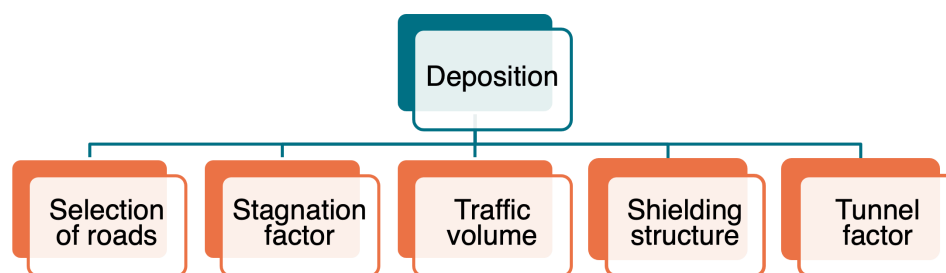 Deposition
Selection
of roads
Stagnation
factor
Traffic
volume
Shielding
structure
Tunnel
factor